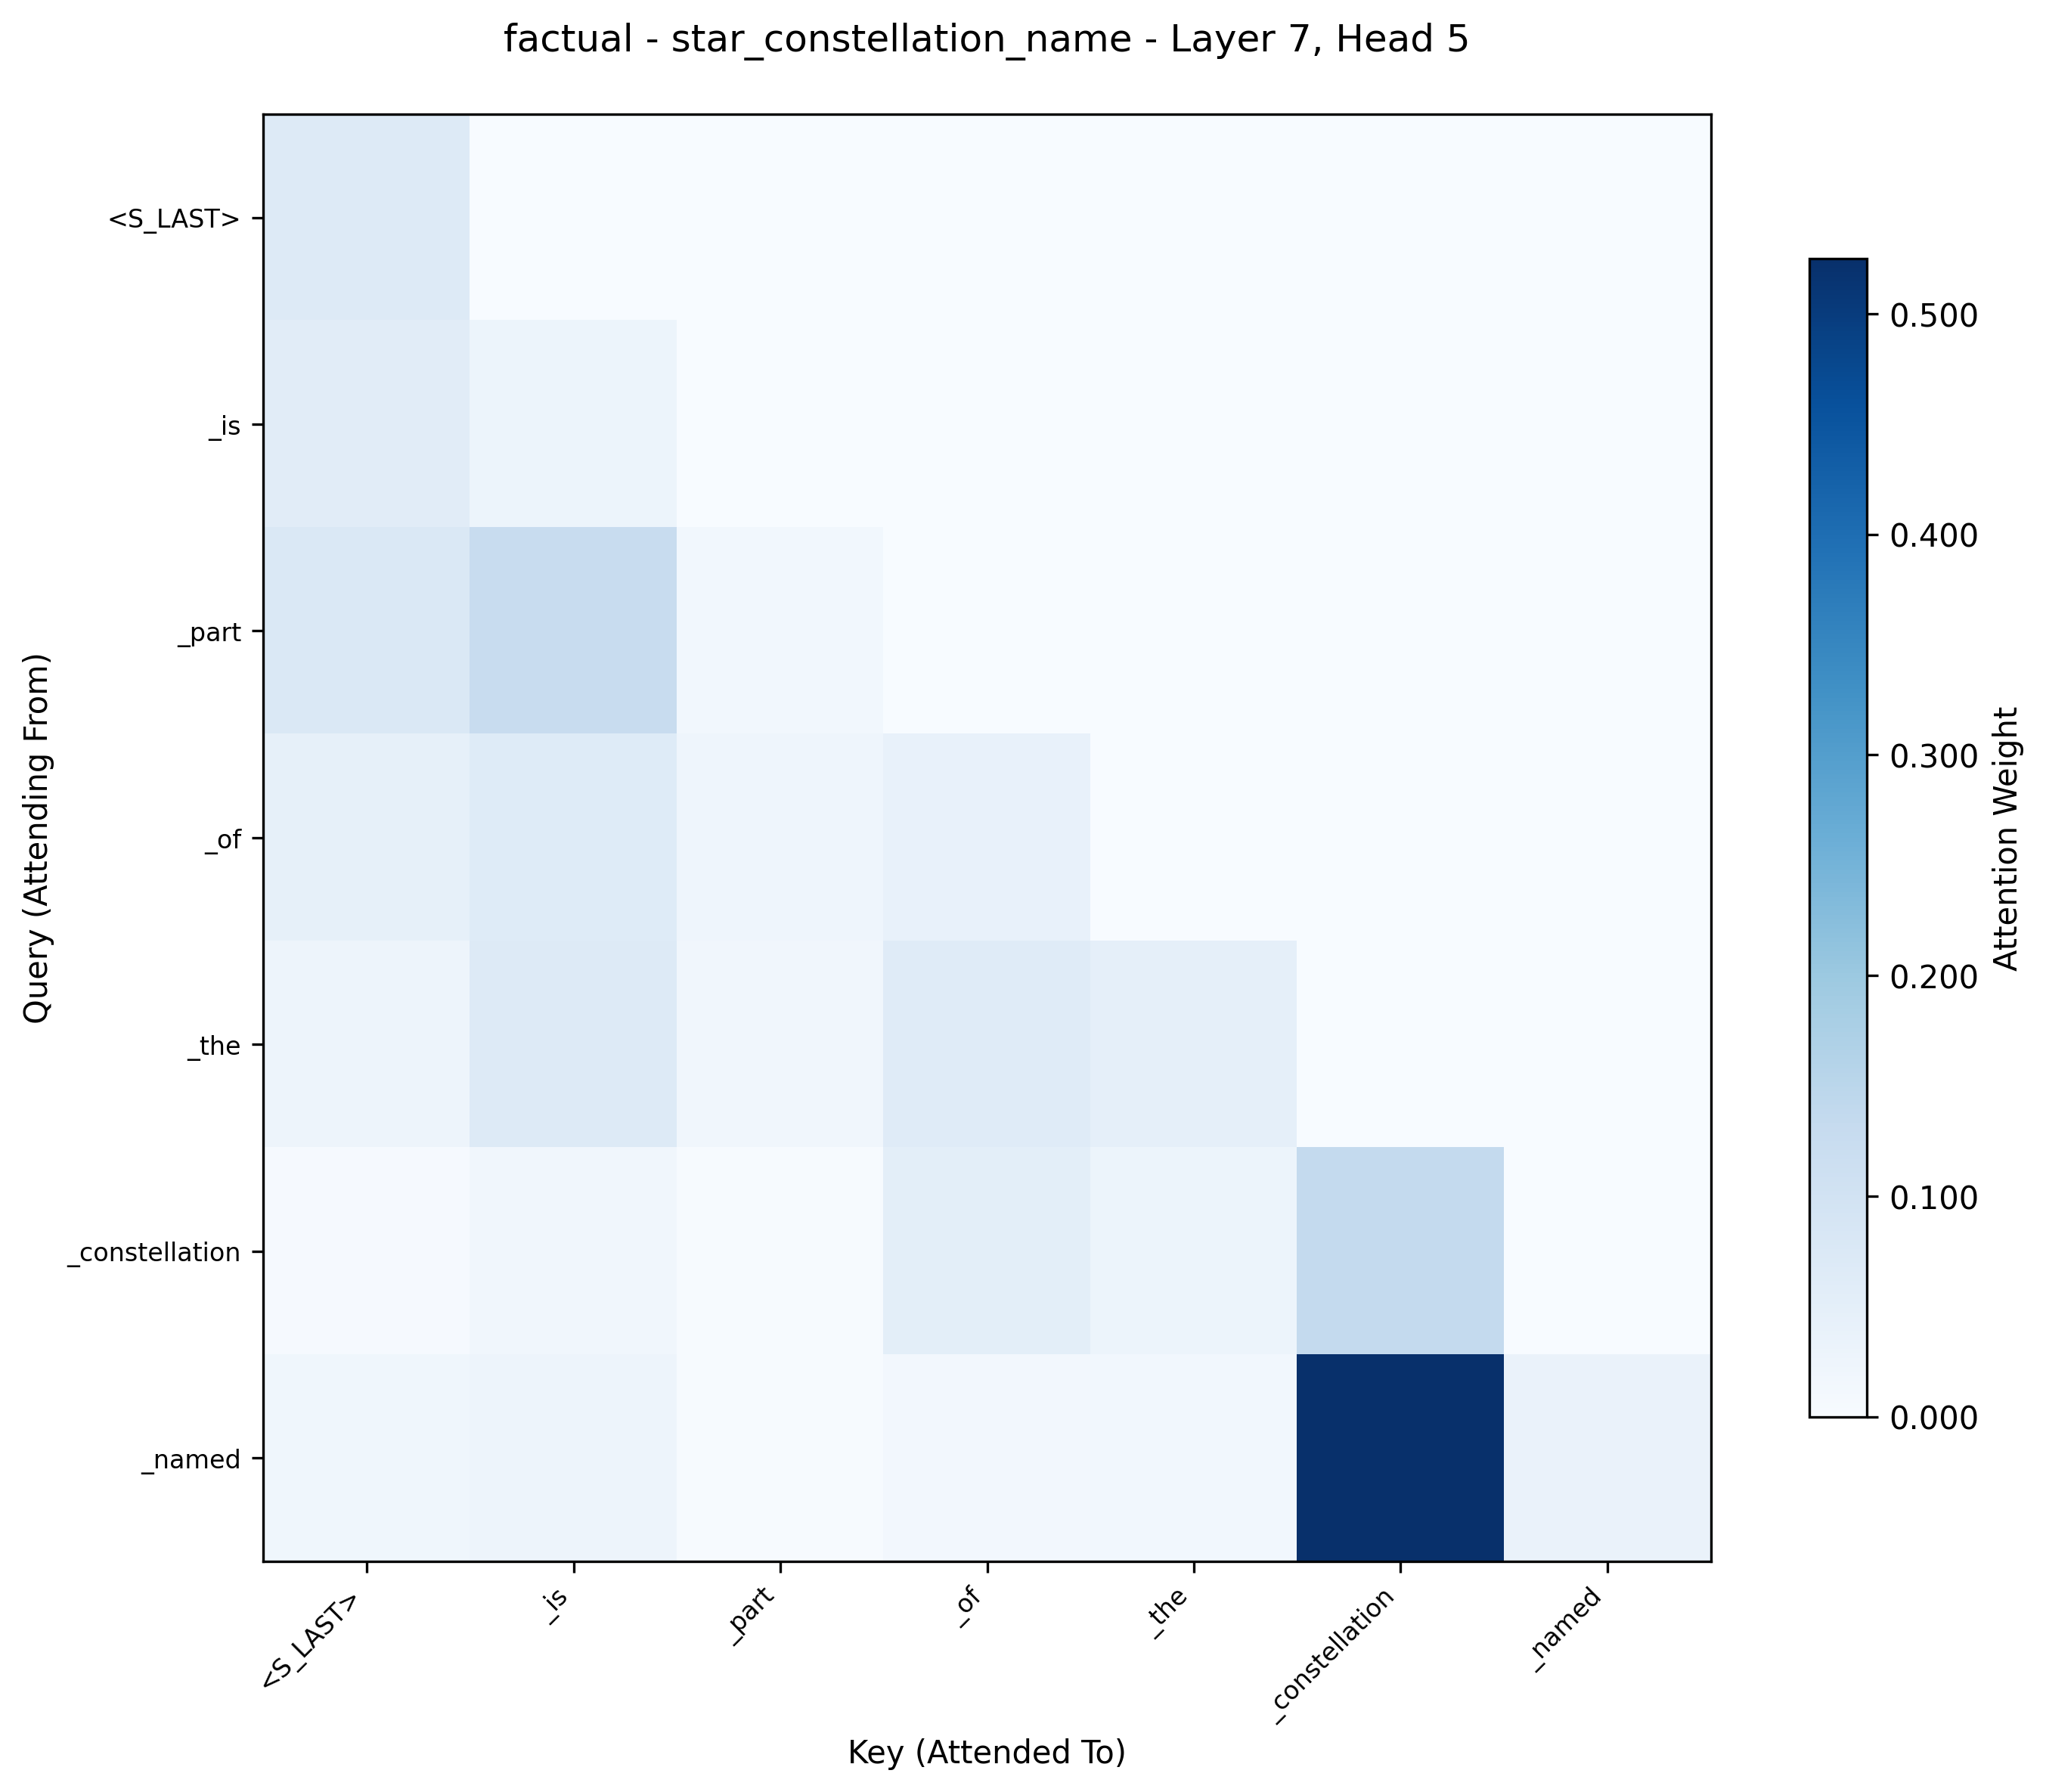 factual - star_constellation_name - Layer 7, Head 5
Query (Attending From)
<S_LAST>
_is
_part
_of
_the
_constellation
_named
<S_LAST>
_is
_part
_of
_the
_constellation
_named
Key (Attended To)
0.500
0.400
0.300
0.200
0.100
0.000
Attention Weight